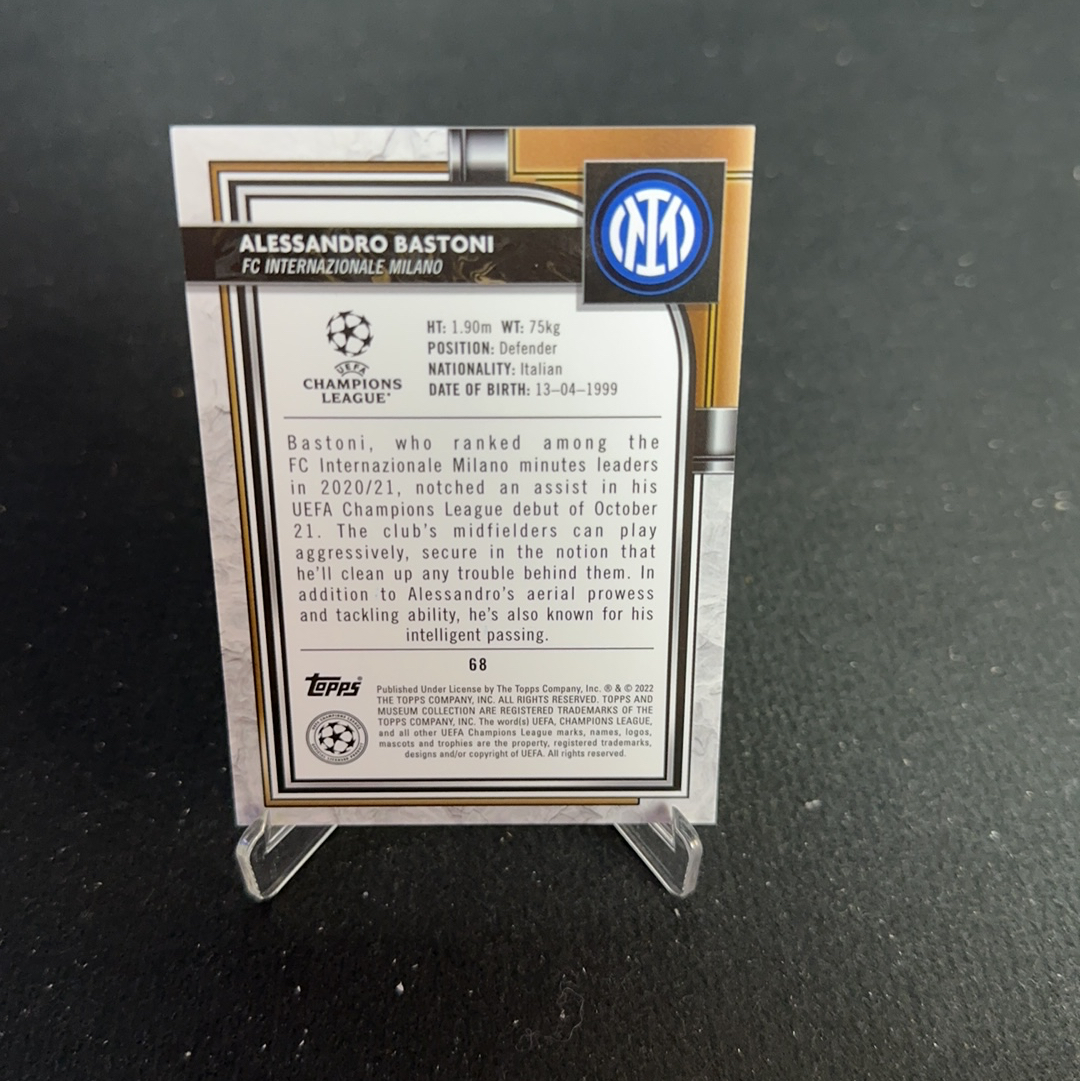 ALESSANDRO BASTONI
FC INTERNAZIONALE MILANO
HT: 1.90m WT: 75kg
POSITION: Defender
NATIONALITY: Italian
DATE OF BIRTH: 13-04-1999
UEFA
CHAMPIONS
LEAGUE®
Bastoni, who ranked among the
FC Internazionale Milano minutes leaders
in 2020/21, notched an assist in his
UEFA Champions League debut of October
21. The club's midfielders can play
aggressively, secure in the notion that
he'll clean up any trouble behind them. In
addition to Alessandro's aerial prowess
and tackling ability, he's also known for his
intelligent passing.
68
topps®
Published Under License by The Topps Company, Inc. ® & © 2022
THE TOPPS COMPANY, INC. ALL RIGHTS RESERVED. TOPPS AND
MUSEUM COLLECTION ARE REGISTERED TRADEMARKS OF THE
TOPPS COMPANY, INC. The word(s) UEFA, CHAMPIONS LEAGUE,
and all other UEFA Champions League marks, names, logos,
mascots and trophies are the property, registered trademarks,
designs and/or copyright of UEFA. All rights reserved.